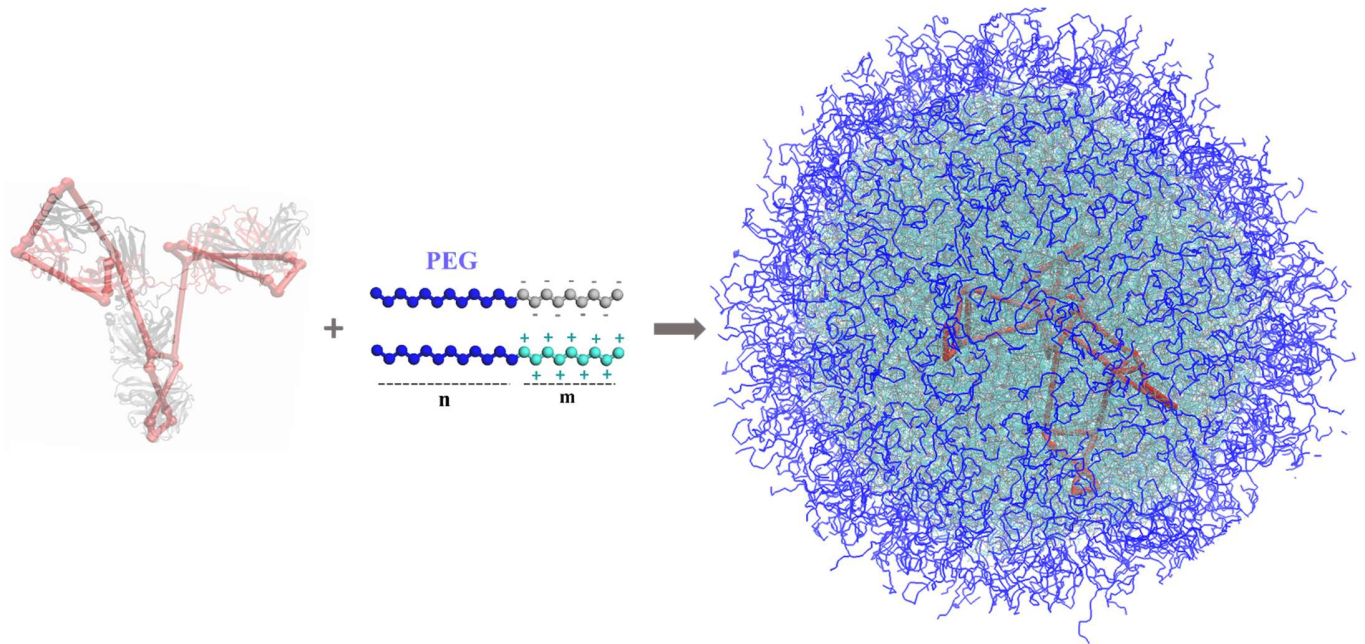 PEG
+
- - - - -
- - - -
+ + + + +
+ + + +
n m